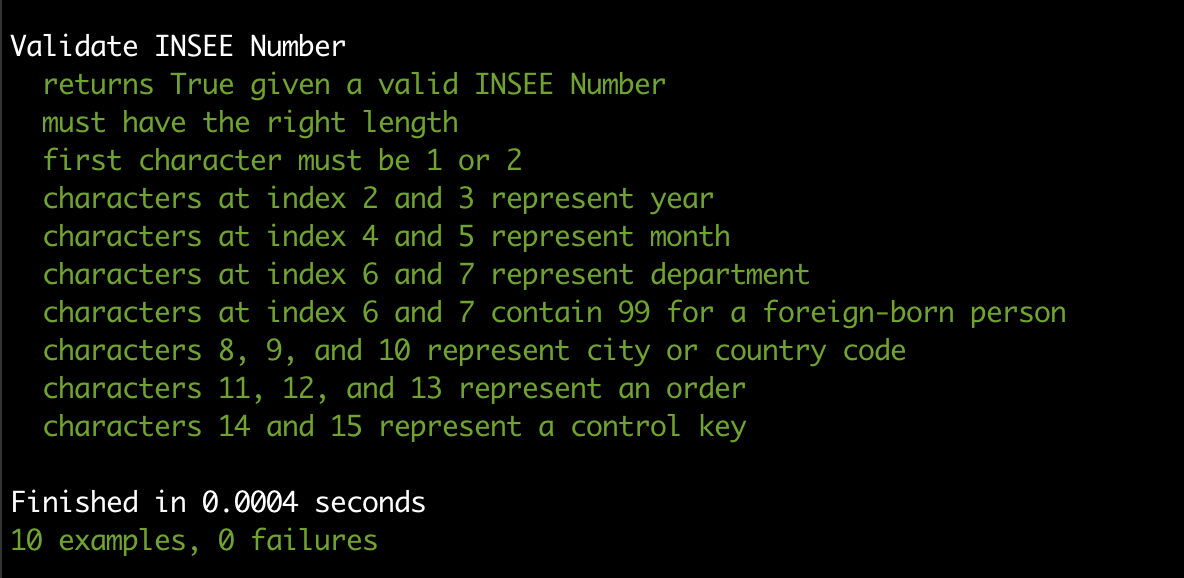 Validate INSEE Number
returns True given a valid INSEE Number
must have the right length
first character must be 1 or 2
characters at index 2 and 3 represent year
characters at index 4 and 5 represent month
characters at index 6 and 7 represent department
characters at index 6 and 7 contain 99 for a foreign-born person
characters 8, 9, and 10 represent city or country code
characters 11, 12, and 13 represent an order
characters 14 and 15 represent a control key
Finished in 0.0004 seconds
10 examples, 0 failures